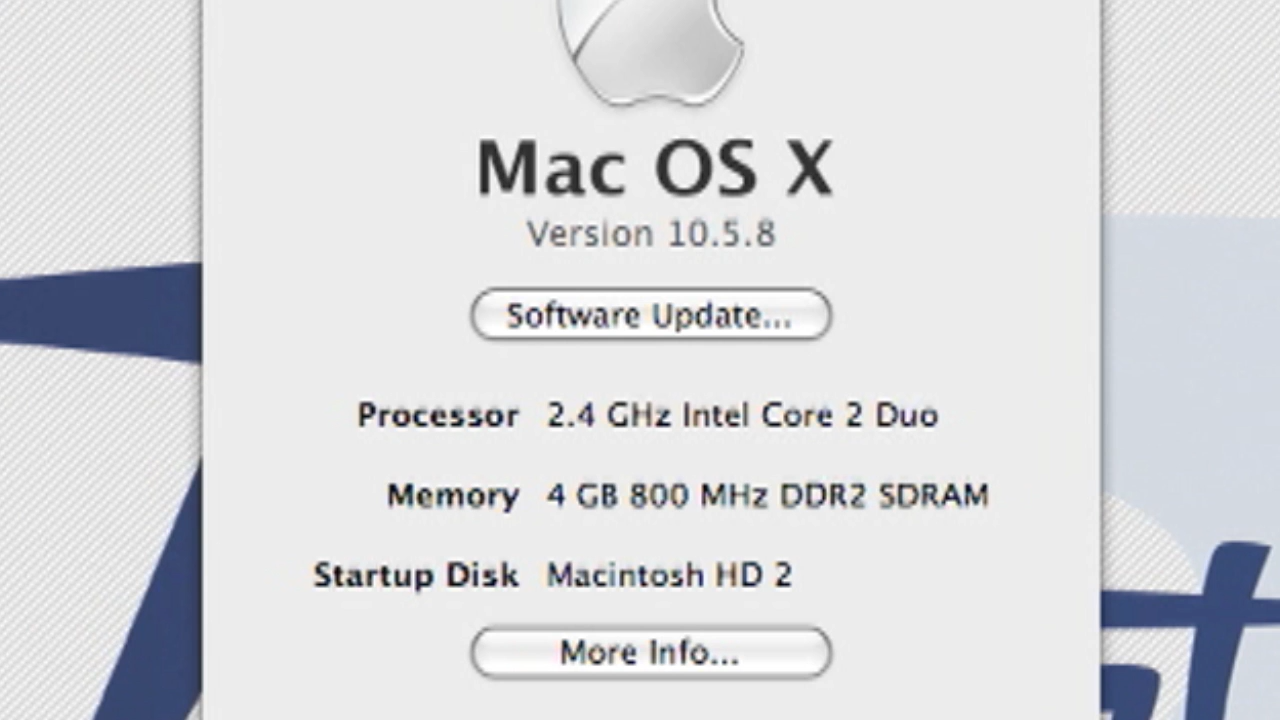 Mac OS X
Version 10.5.8
Software Update...
Processor 2.4 GHz Intel Core 2 Duo
Memory 4 GB 800 MHz DDR2 SDRAM
Startup Disk Macintosh HD 2
More Info...